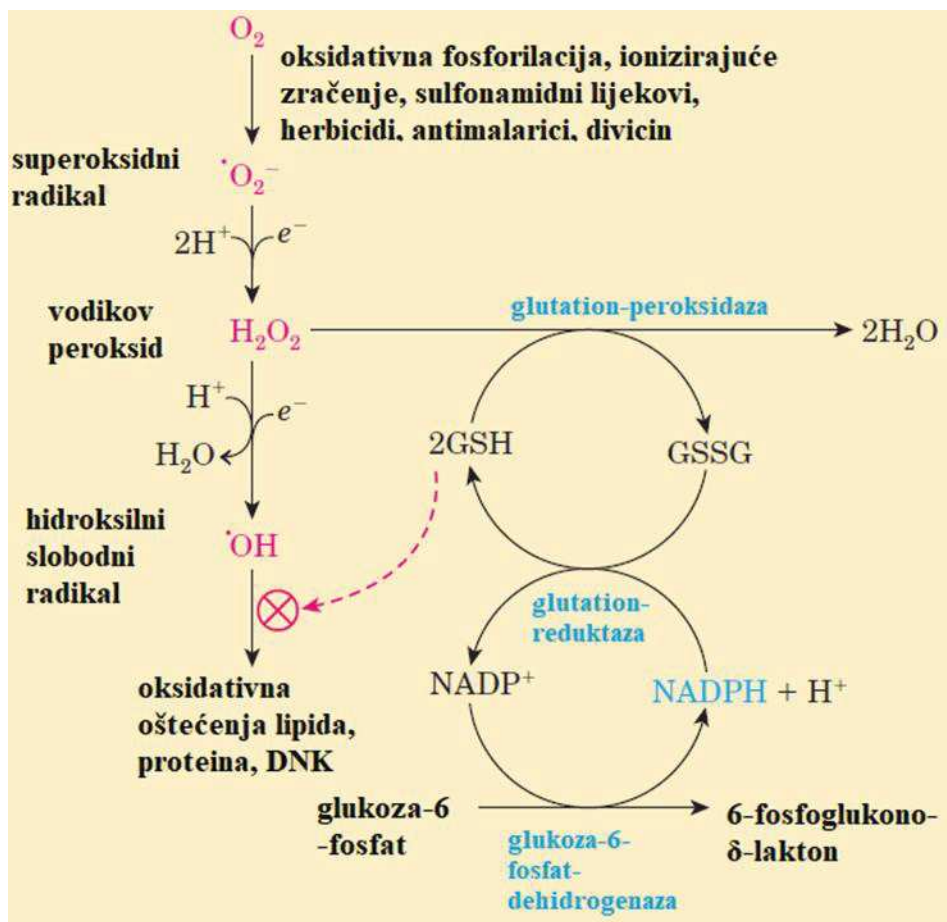 O₂
oksidativna fosforilacija, ionizirajuće
zračenje, sulfonamidni lijekovi,
herbicidi, antimalarici, divicin
superoksidni
radikal
·O₂⁻
2H⁺
e⁻
vodikov
peroksid
H₂O₂
glutation-peroksidaza
2H₂O
H⁺
e⁻
H₂O
2GSH
GSSG
hidroksilni
slobodni
radikal
·OH
glutation-
reduktaza
NADP⁺
NADPH + H⁺
oksidativna
oštećenja lipida,
proteina, DNK
glukoza-6
-fosfat
glukoza-6-
fosfat-
dehidrogenaza
6-fosfoglukono-
δ-lakton